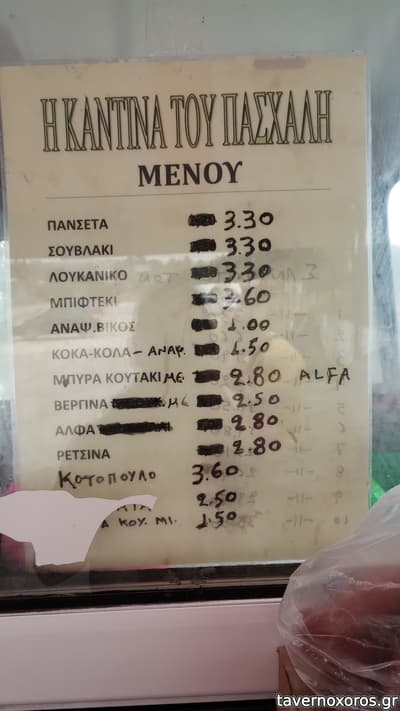 Η ΚΑΝΤΙΝΑ ΤΟΥ ΠΑΣΧΑΛΗ
ΜΕΝΟΥ
ΠΑΝΣΕΤΑ 3.30
ΣΟΥΒΛΑΚΙ 3.30
ΛΟΥΚΑΝΙΚΟ 3.30
ΜΠΙΦΤΕΚΙ 3.60
ΑΝΑΨ.ΒΙΚΟΣ 1.00
ΚΟΚΑ-ΚΟΛΑ - ΑΝΑΨ. 1.50
ΜΠΥΡΑ ΚΟΥΤΑΚΙ ΜΕ. 2.80 ALFA
ΒΕΡΓΙΝΑ ΜΕ 2.50
ΑΛΦΑ 2.80
ΡΕΤΣΙΝΑ 2.80
ΚΟΤΟΠΟΥΛΟ 3.60
2.50
ΚΟΥ. ΜΙ. 1.50
tavernoxoros.gr